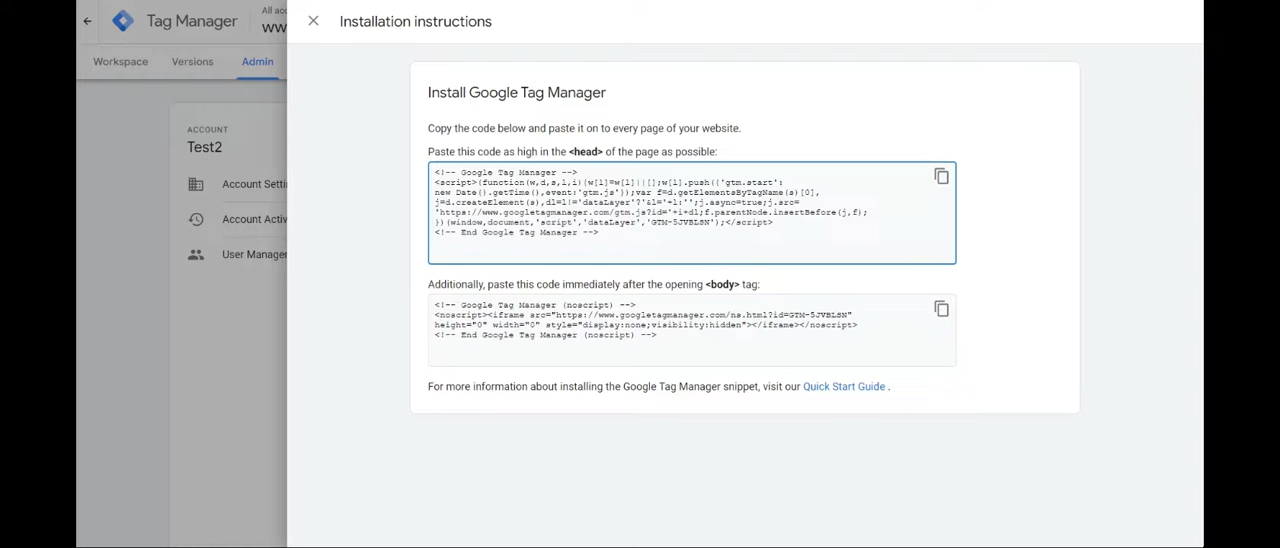 Tag Manager
All acco
ww
Installation instructions
Workspace
Versions
Admin
ACCOUNT
Test2
Account Setti
Account Activ
User Manager
Install Google Tag Manager
Copy the code below and paste it on to every page of your website.
Paste this code as high in the <head> of the page as possible:
<!-- Google Tag Manager -->
<script>(function(w,d,s,l,i){w[l]=w[l]||[];w[l].push({'gtm.start':
new Date().getTime(),event:'gtm.js'});var f=d.getElementsByTagName(s)[0],
j=d.createElement(s),dl=l!='dataLayer'?'&l='+l:'';j.async=true;j.src=
'https://www.googletagmanager.com/gtm.js?id='+i+dl;f.parentNode.insertBefore(j,f);
})(window,document,'script','dataLayer','GTM-5JVBLSN');</script>
<!-- End Google Tag Manager -->
Additionally, paste this code immediately after the opening <body> tag:
<!-- Google Tag Manager (noscript) -->
<noscript><iframe src="https://www.googletagmanager.com/ns.html?id=GTM-5JVBLSN"
height="0" width="0" style="display:none;visibility:hidden"></iframe></noscript>
<!-- End Google Tag Manager (noscript) -->
For more information about installing the Google Tag Manager snippet, visit our Quick Start Guide .